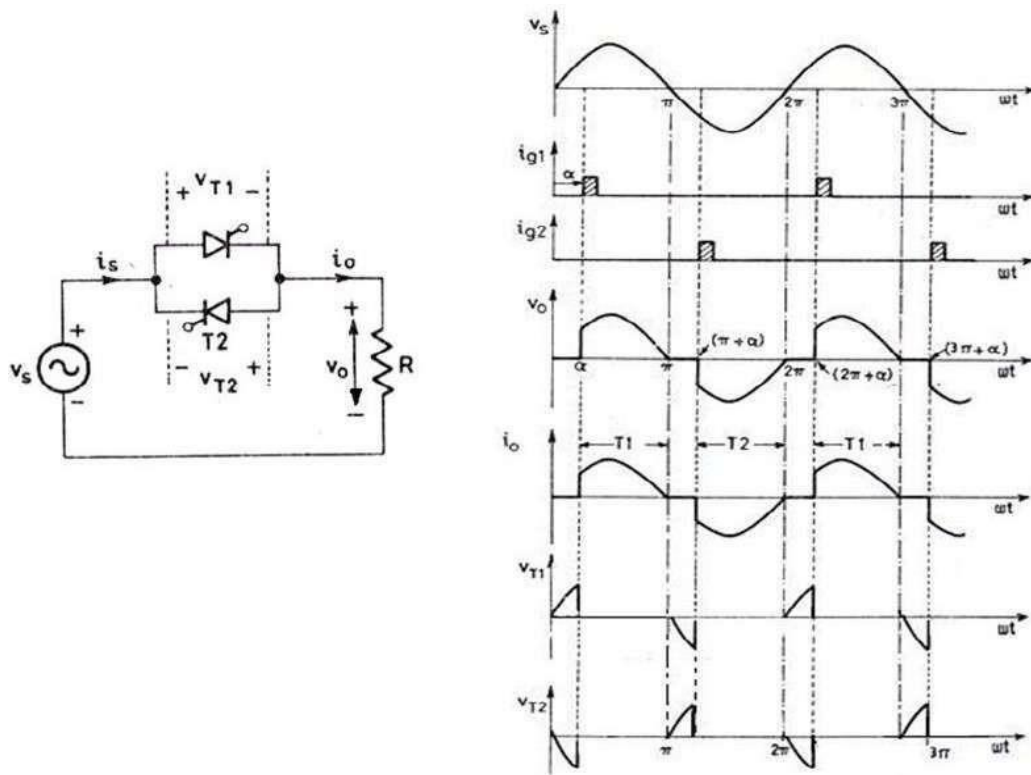 + vT1 −
is
io
T2
− vT2 +
+
vs
−
+
vo
−
R
vs
π
2π
3π
ωt
ig1
α
ωt
ig2
ωt
vo
(π+α)
(3π+α)
α
π
2π
(2π+α)
ωt
io
T1
T2
T1
ωt
vT1
ωt
vT2
π
2π
3π
ωt